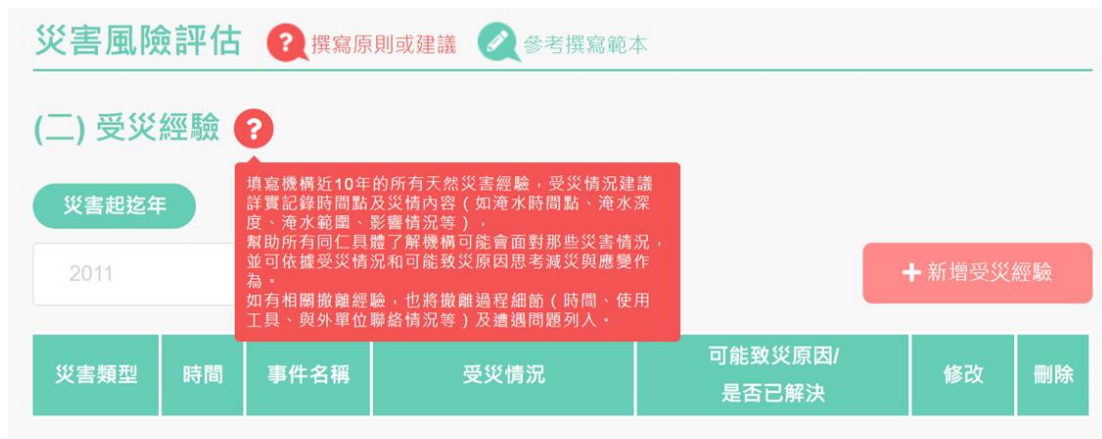 災害風險評估 ? 撰寫原則或建議 參考撰寫範本
(二) 受災經驗 ?
填寫機構近10年的所有天然災害經驗，受災情況建議
詳實記錄時間點及災情內容（如淹水時間點、淹水深
度、淹水範圍、影響情況等），
幫助所有同仁具體了解機構可能會面對那些災害情況，
並可依據受災情況和可能致災原因思考減災與應變作
為。
如有相關撤離經驗，也將撤離過程細節（時間、使用
工具、與外單位聯絡情況等）及遭遇問題列入。
災害起迄年
2011
+ 新增受災經驗
災害類型 時間 事件名稱 受災情況 可能致災原因/ 修改 刪除
是否已解決